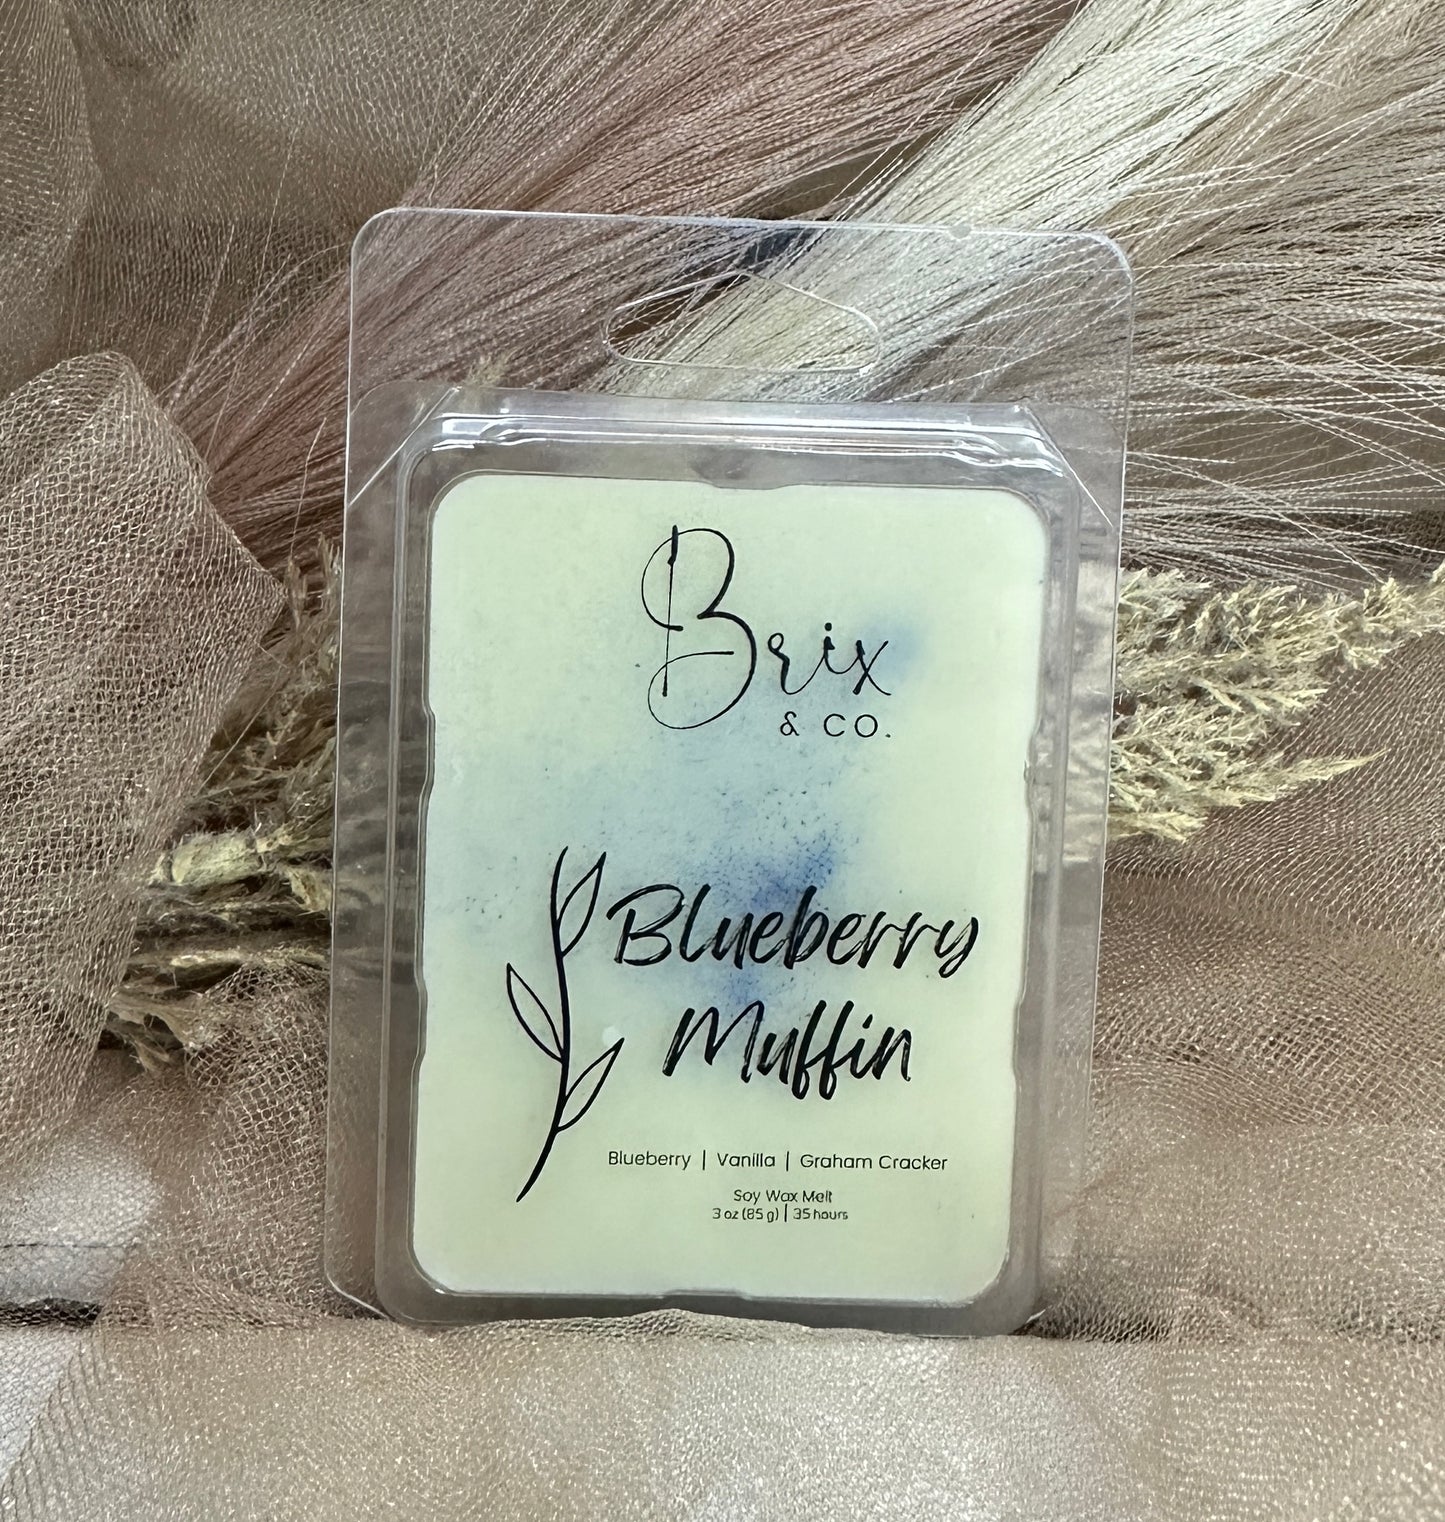 Brix
& CO.
Blueberry
Muffin
Blueberry | Vanilla | Graham Cracker
Soy Wax Melt
3 oz (85 g) | 35 hours